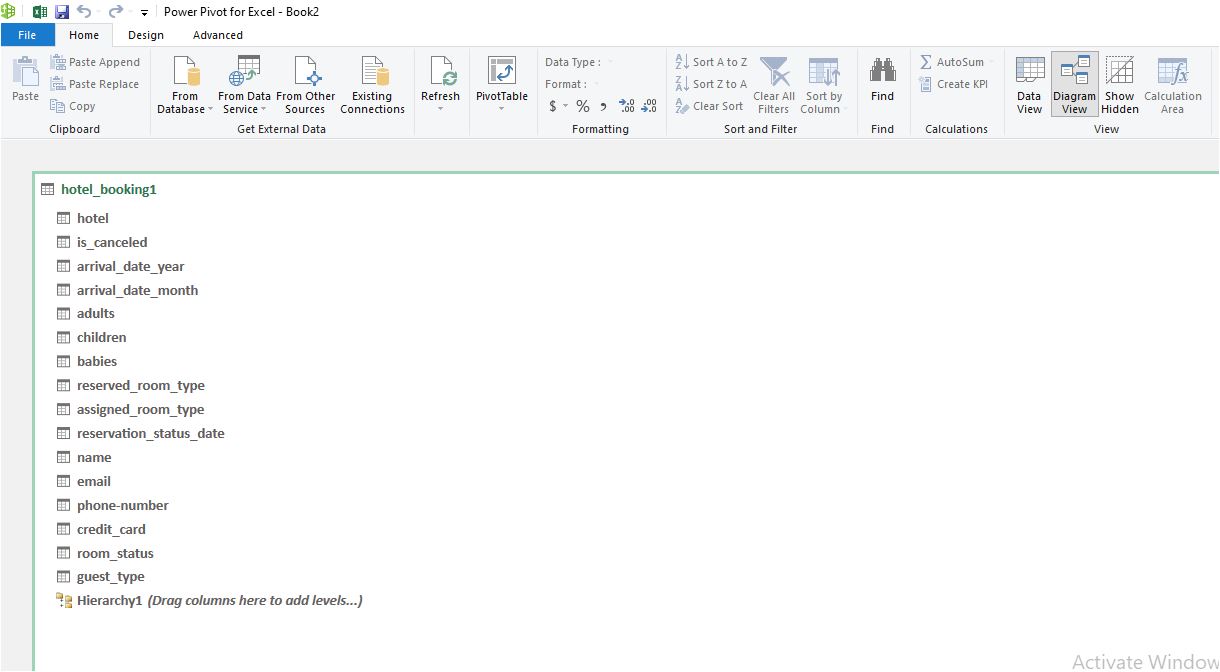 Power Pivot for Excel - Book2
File Home Design Advanced
Paste
Paste Append
Paste Replace
Copy
Clipboard
From Database
From Data Service
From Other Sources
Existing Connections
Get External Data
Refresh
PivotTable
Data Type :
Format :
$ % , .00 .00
Formatting
Sort A to Z
Sort Z to A
Clear Sort
Clear All Filters
Sort by Column
Sort and Filter
Find
Find
AutoSum
Create KPI
Calculations
Data View
Diagram View
Show Hidden
Calculation Area
View
hotel_booking1
hotel
is_canceled
arrival_date_year
arrival_date_month
adults
children
babies
reserved_room_type
assigned_room_type
reservation_status_date
name
email
phone-number
credit_card
room_status
guest_type
Hierarchy1 (Drag columns here to add levels...)
Activate Window